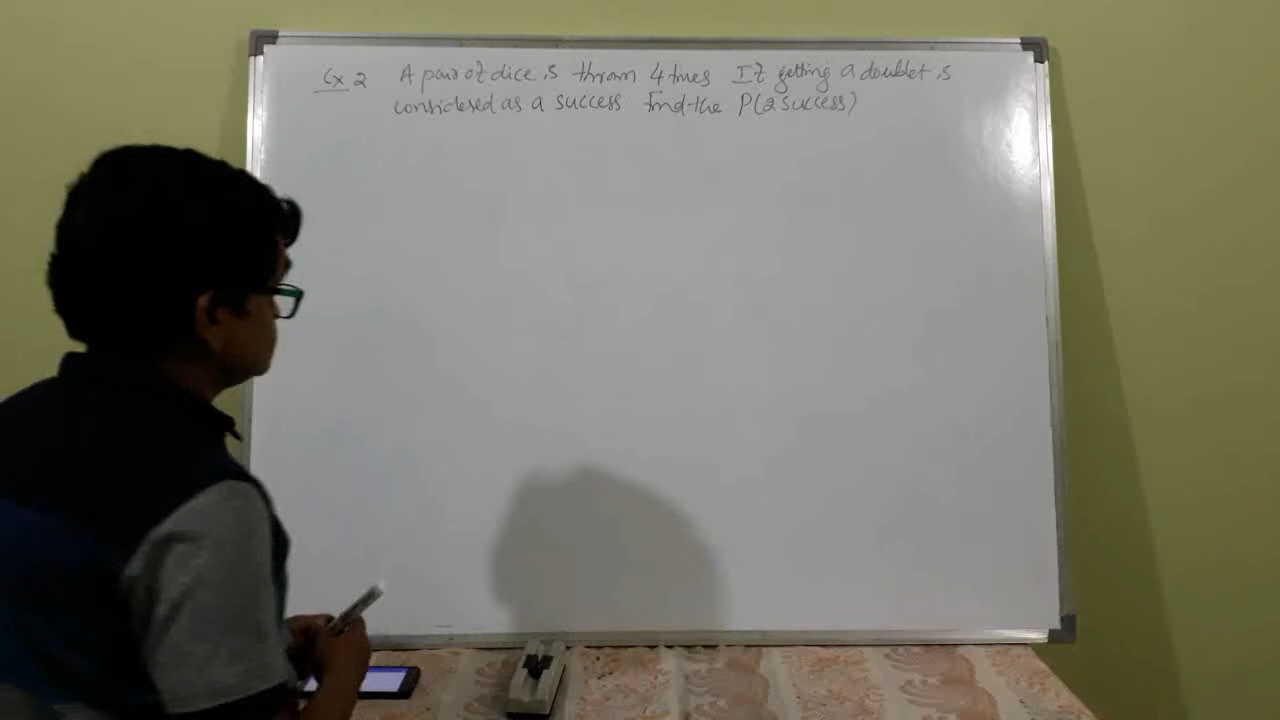 Ex 2 A pair of dice is thrown 4 times If getting a doublet is
considered as a success find the P(2 success)